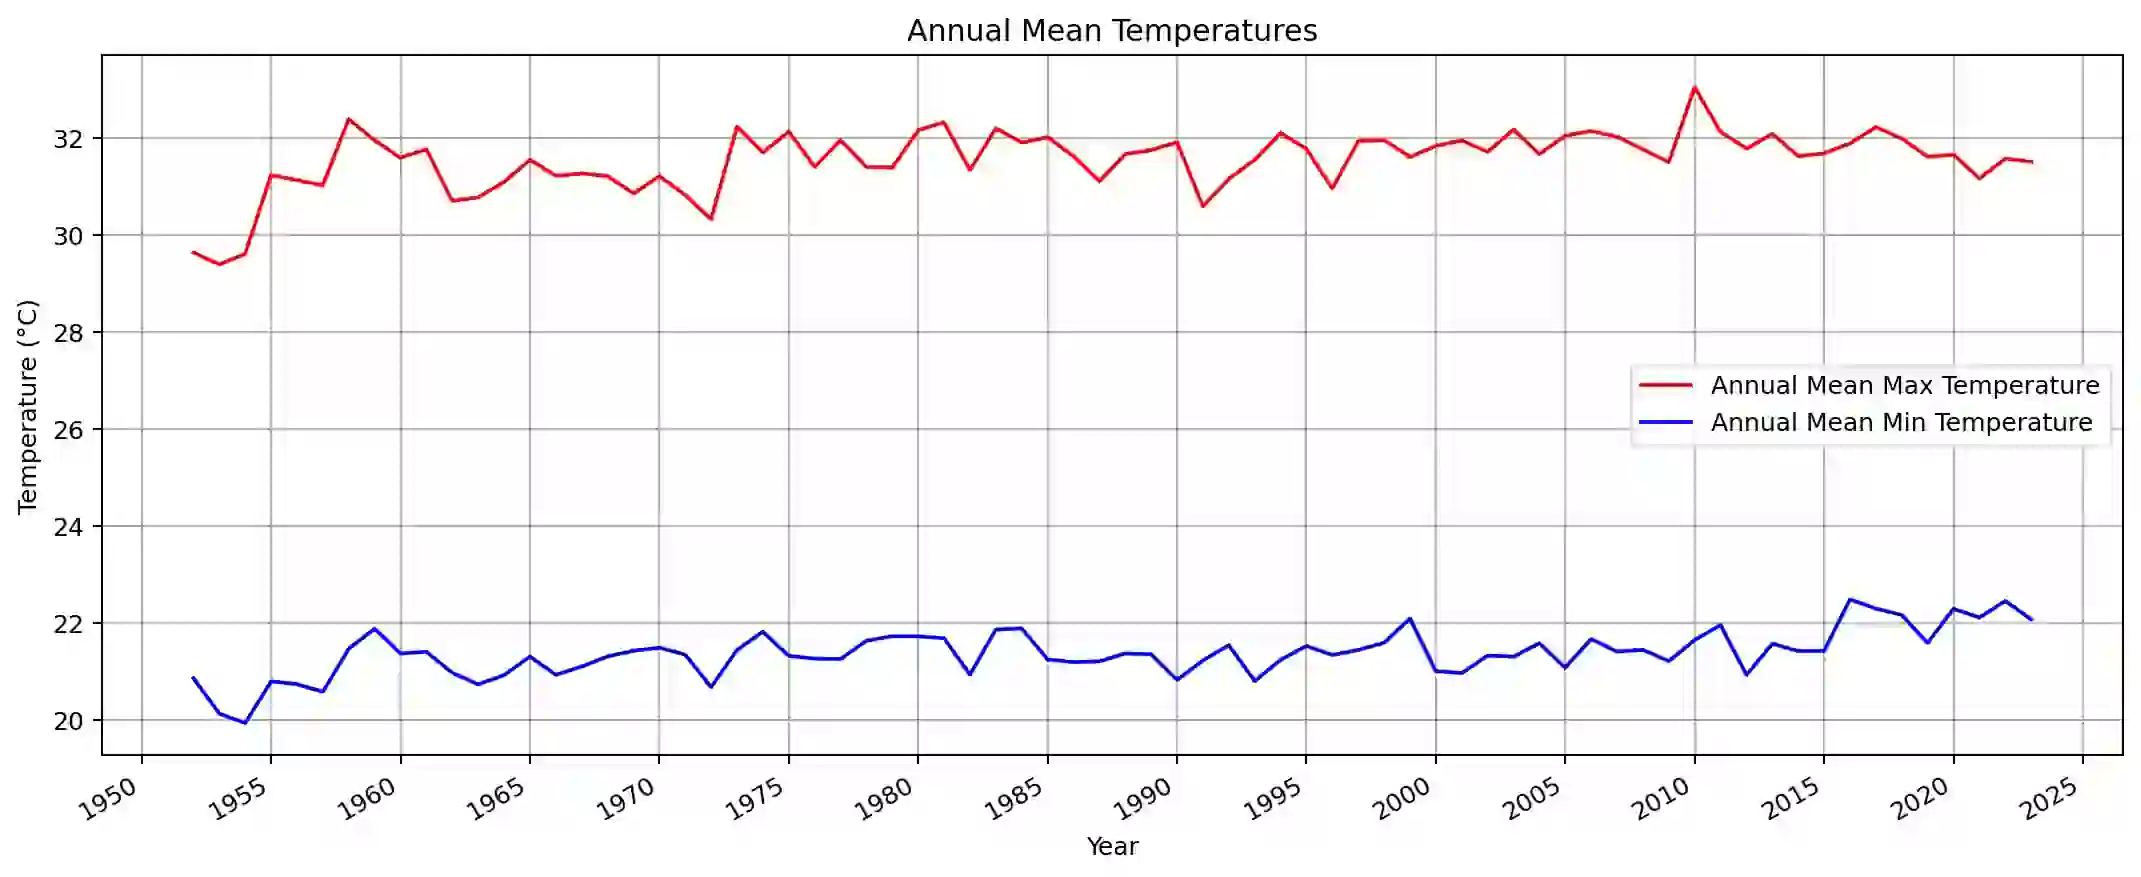 Annual Mean Temperatures
Temperature (°C)
32
30
28
26
24
22
20
Annual Mean Max Temperature
Annual Mean Min Temperature
1950 1955 1960 1965 1970 1975 1980 1985 1990 1995 2000 2005 2010 2015 2020 2025
Year